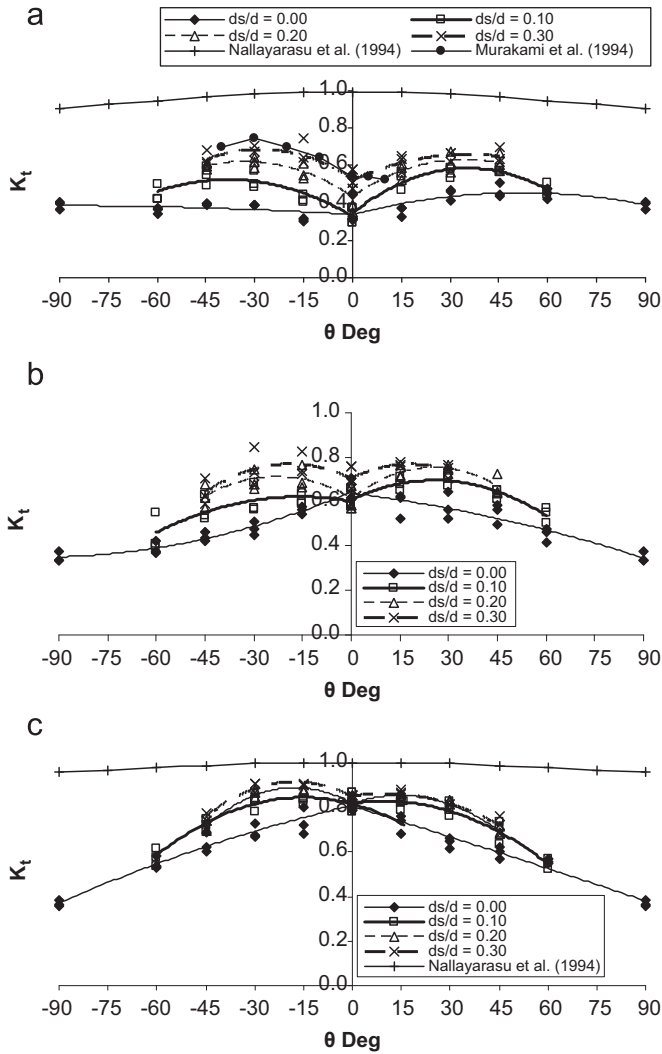 a
ds/d = 0.00 ds/d = 0.10
ds/d = 0.20 ds/d = 0.30
Nallayarasu et al. (1994) Murakami et al. (1994)
Kt
1.0
0.8
0.6
0.4
0.2
0.0
-90 -75 -60 -45 -30 -15 0 15 30 45 60 75 90
θ Deg
b
Kt
1.0
0.8
0.6
0.4
0.2
0.0
ds/d = 0.00
ds/d = 0.10
ds/d = 0.20
ds/d = 0.30
-90 -75 -60 -45 -30 -15 0 15 30 45 60 75 90
θ Deg
c
Kt
1.0
0.8
0.6
0.4
0.2
0.0
ds/d = 0.00
ds/d = 0.10
ds/d = 0.20
ds/d = 0.30
Nallayarasu et al. (1994)
-90 -75 -60 -45 -30 -15 0 15 30 45 60 75 90
θ Deg